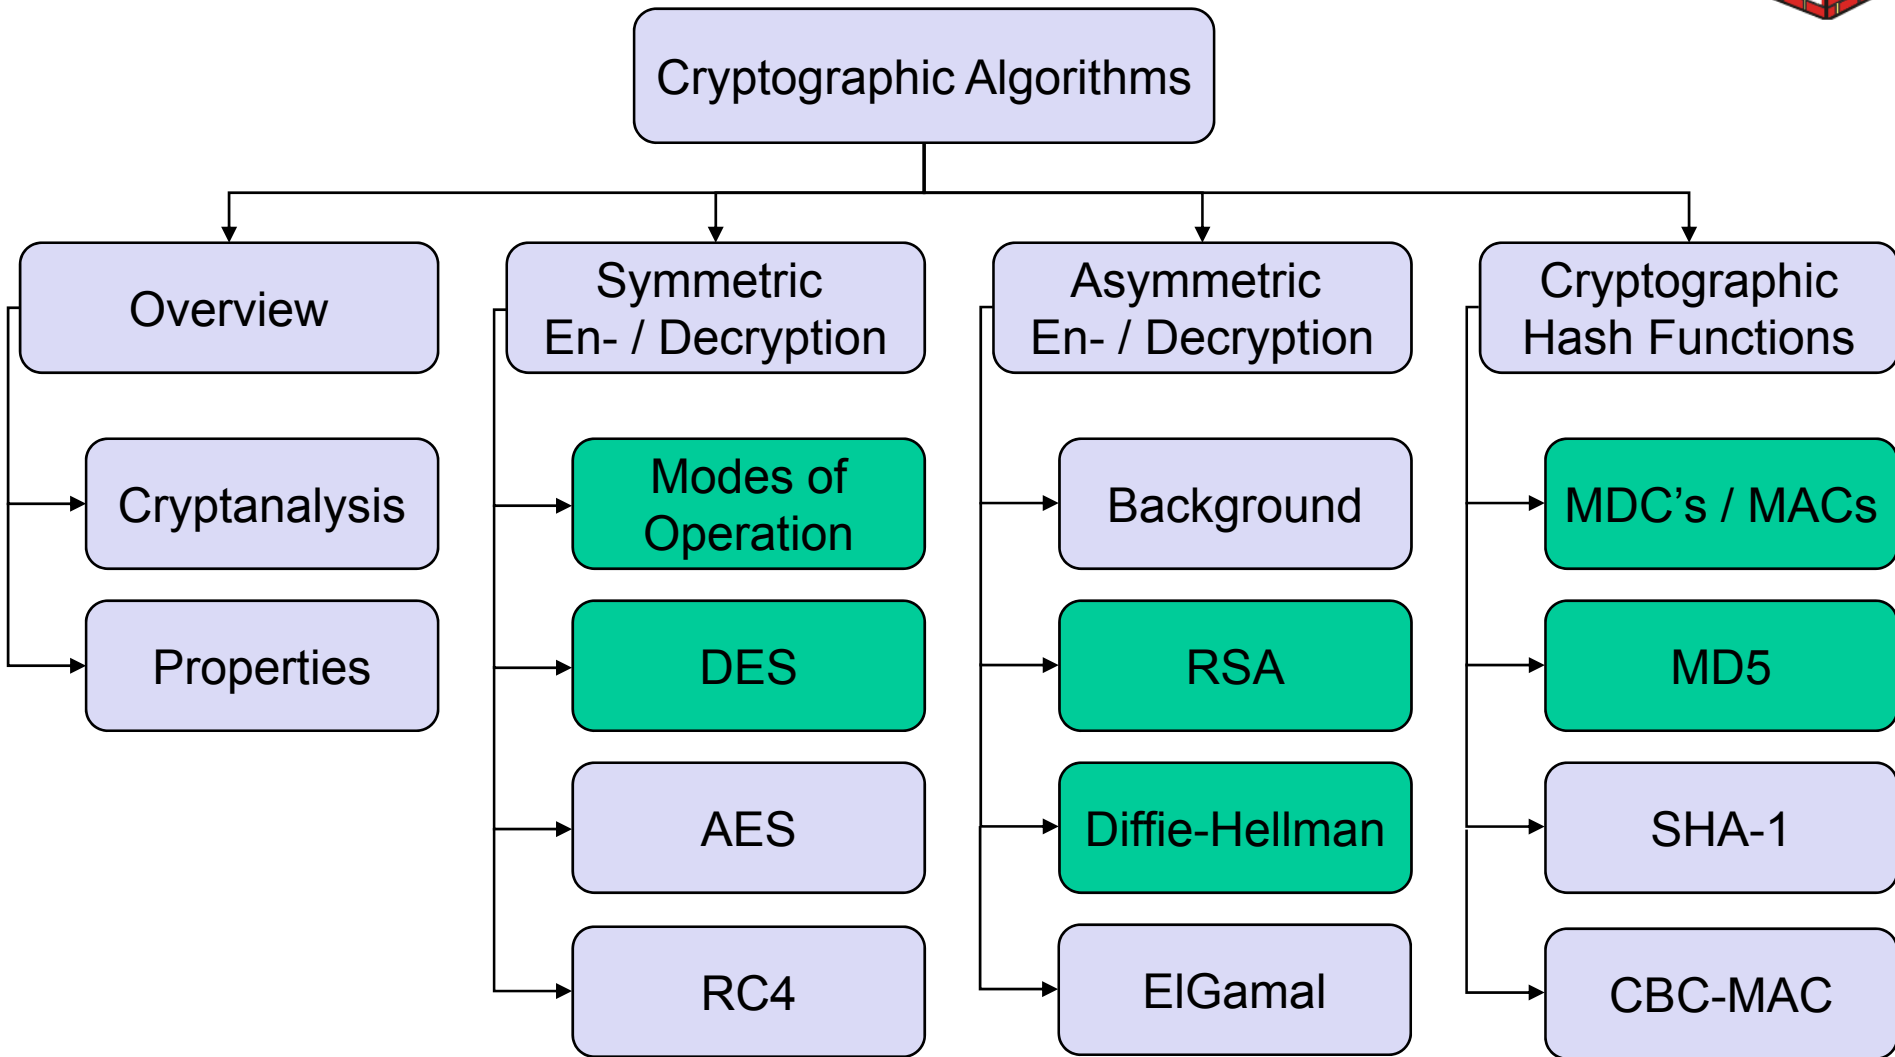 Cryptographic Algorithms
Overview
Symmetric
En- / Decryption
Asymmetric
En- / Decryption
Cryptographic
Hash Functions
Cryptanalysis
Modes of
Operation
Background
MDC's / MACs
Properties
DES
RSA
MD5
AES
Diffie-Hellman
SHA-1
RC4
ElGamal
CBC-MAC